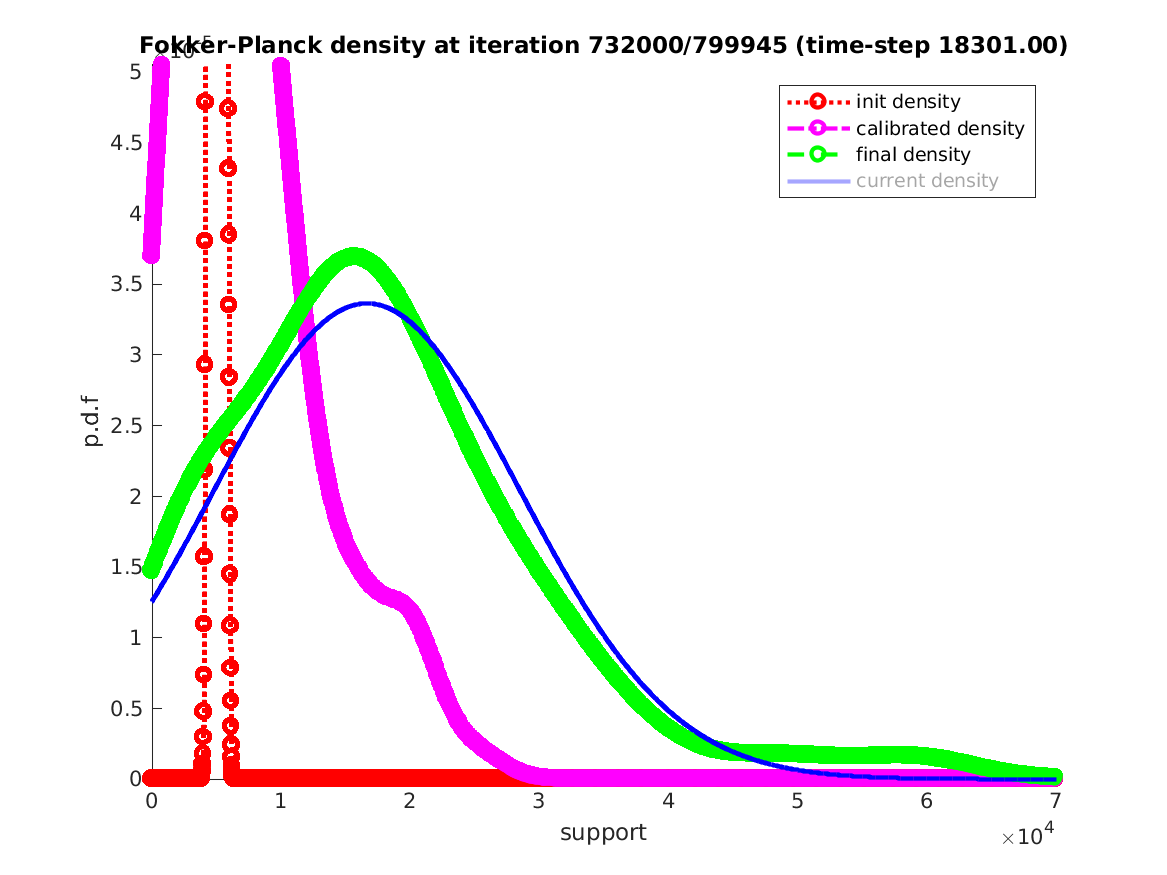 Fokker-Planck density at iteration 732000/799945 (time-step 18301.00)
×10⁻⁵
init density
calibrated density
final density
current density
5
4.5
4
3.5
3
2.5
2
1.5
1
0.5
0
p.d.f
0 1 2 3 4 5 6 7
support
×10⁴